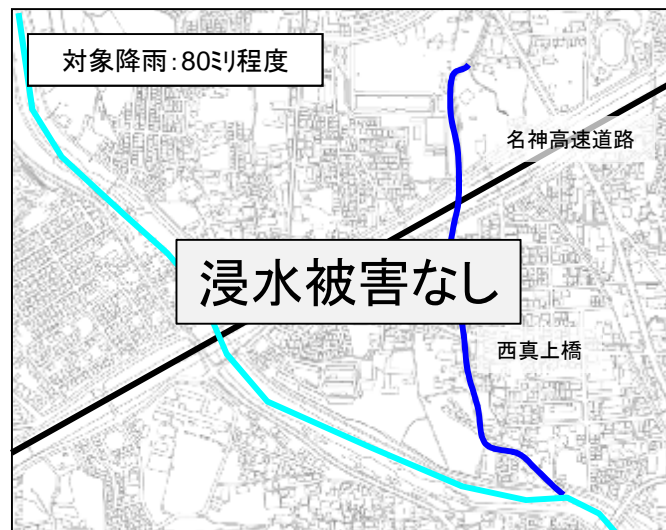 対象降雨：80ミリ程度
名神高速道路
浸水被害なし
西真上橋